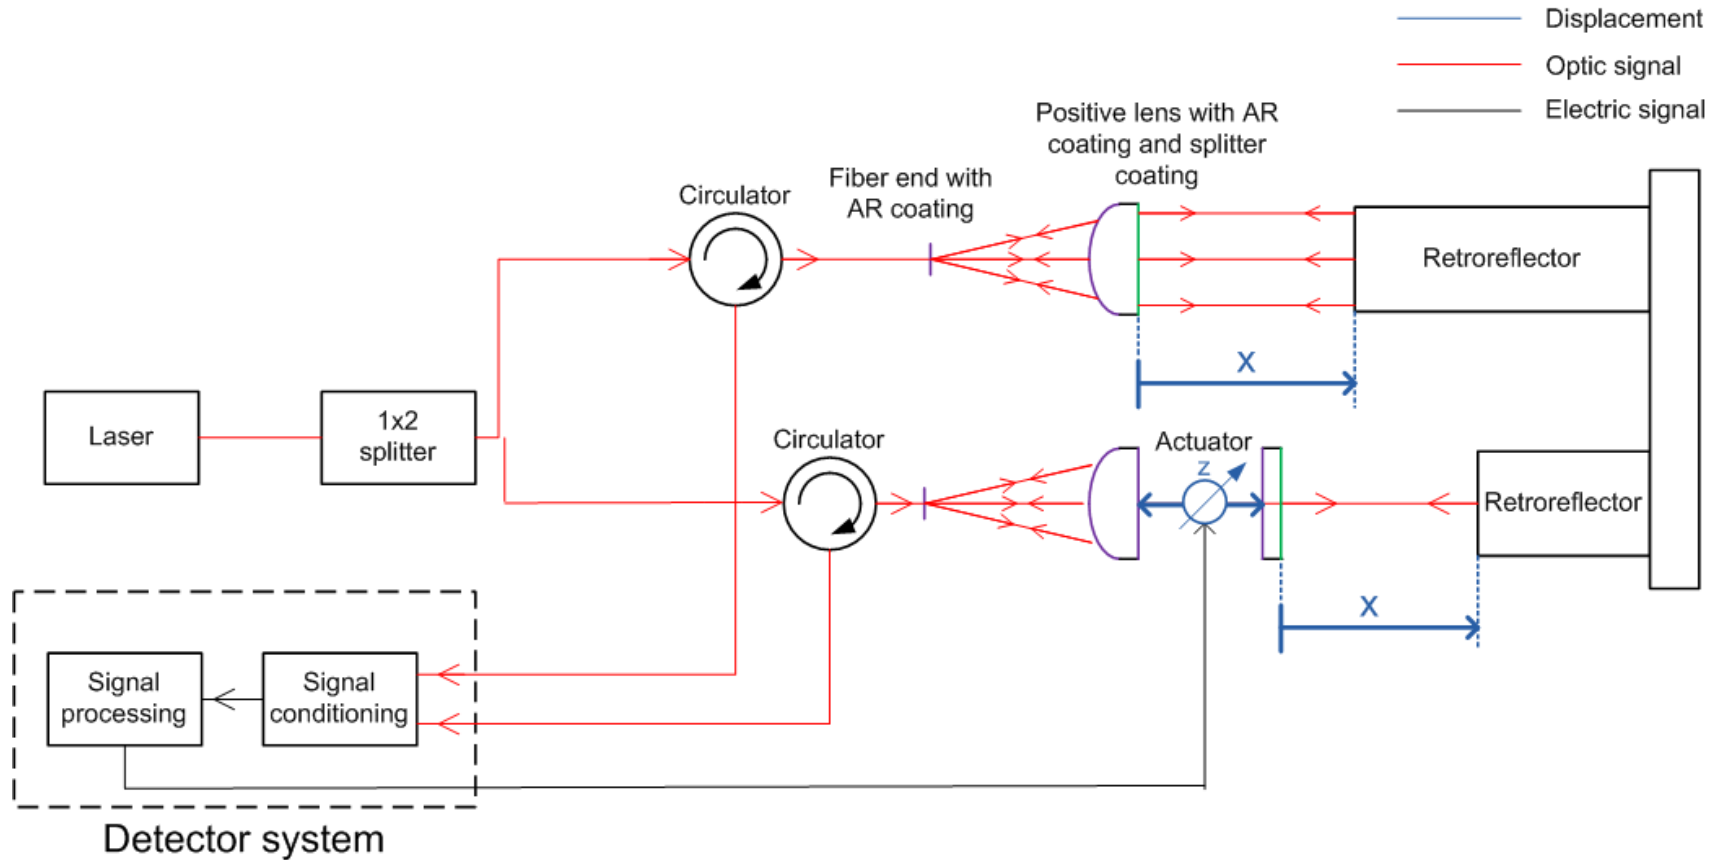 Displacement
Optic signal
Electric signal
Positive lens with AR
coating and splitter
coating
Fiber end with
AR coating
Circulator
Retroreflector
X
Laser
1x2
splitter
Circulator
Actuator
z
Retroreflector
X
Signal
processing
Signal
conditioning
Detector system